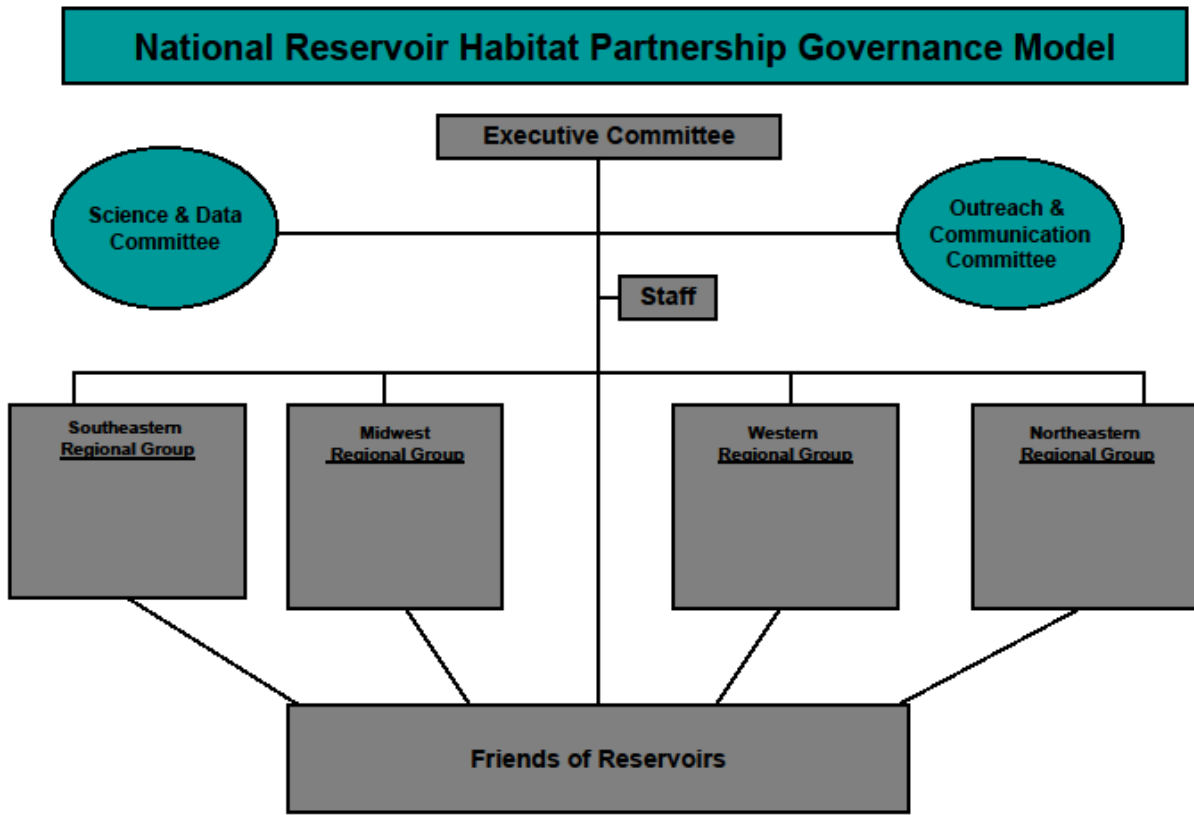 National Reservoir Habitat Partnership Governance Model
Executive Committee
Science & Data
Committee
Outreach &
Communication
Committee
Staff
Southeastern
Regional Group
Midwest
Regional Group
Western
Regional Group
Northeastern
Regional Group
Friends of Reservoirs